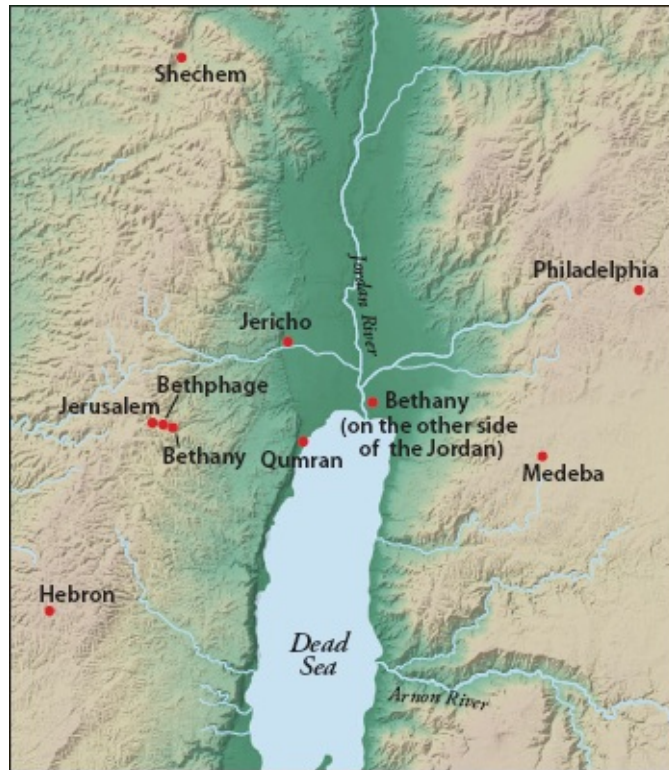 Shechem
Jordan River
Philadelphia
Jericho
Bethphage
Jerusalem
Bethany
Bethany
(on the other side
of the Jordan)
Qumran
Medeba
Hebron
Dead
Sea
Arnon River